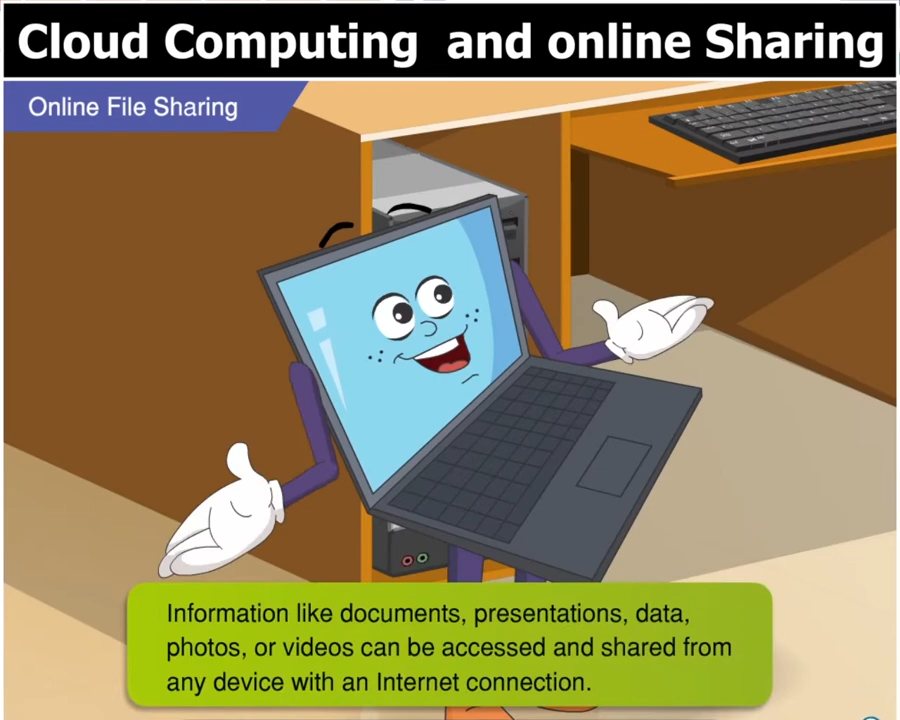 Cloud Computing and online Sharing
Online File Sharing
Information like documents, presentations, data,
photos, or videos can be accessed and shared from
any device with an Internet connection.